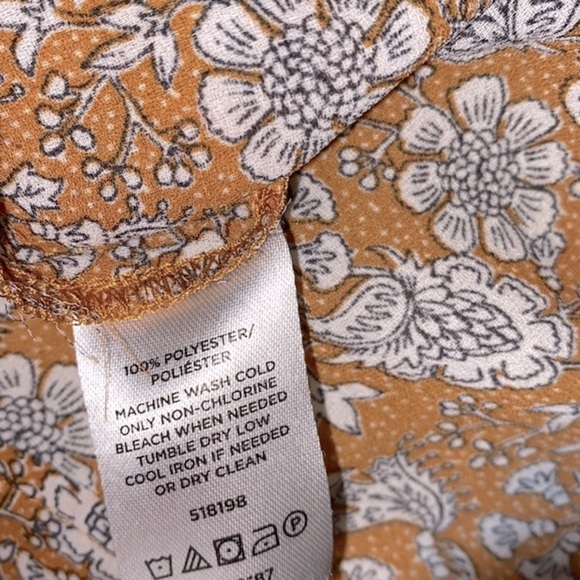 100% POLYESTER/
POLIÉSTER
MACHINE WASH COLD
ONLY NON-CHLORINE
BLEACH WHEN NEEDED
TUMBLE DRY LOW
COOL IRON IF NEEDED
OR DRY CLEAN
518198
P